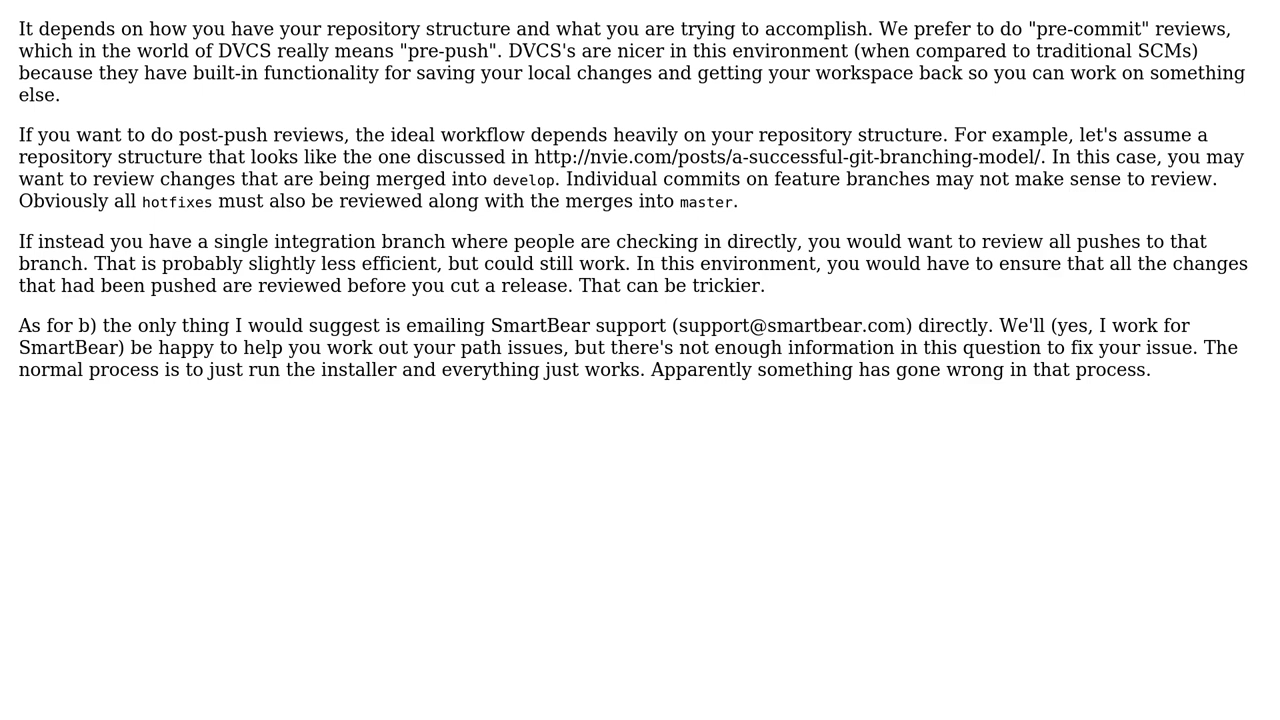 It depends on how you have your repository structure and what you are trying to accomplish. We prefer to do "pre-commit" reviews,
which in the world of DVCS really means "pre-push". DVCS's are nicer in this environment (when compared to traditional SCMs)
because they have built-in functionality for saving your local changes and getting your workspace back so you can work on something
else.
If you want to do post-push reviews, the ideal workflow depends heavily on your repository structure. For example, let's assume a
repository structure that looks like the one discussed in http://nvie.com/posts/a-successful-git-branching-model/. In this case, you may
want to review changes that are being merged into develop. Individual commits on feature branches may not make sense to review.
Obviously all hotfixes must also be reviewed along with the merges into master.
If instead you have a single integration branch where people are checking in directly, you would want to review all pushes to that
branch. That is probably slightly less efficient, but could still work. In this environment, you would have to ensure that all the changes
that had been pushed are reviewed before you cut a release. That can be trickier.
As for b) the only thing I would suggest is emailing SmartBear support (support@smartbear.com) directly. We'll (yes, I work for
SmartBear) be happy to help you work out your path issues, but there's not enough information in this question to fix your issue. The
normal process is to just run the installer and everything just works. Apparently something has gone wrong in that process.